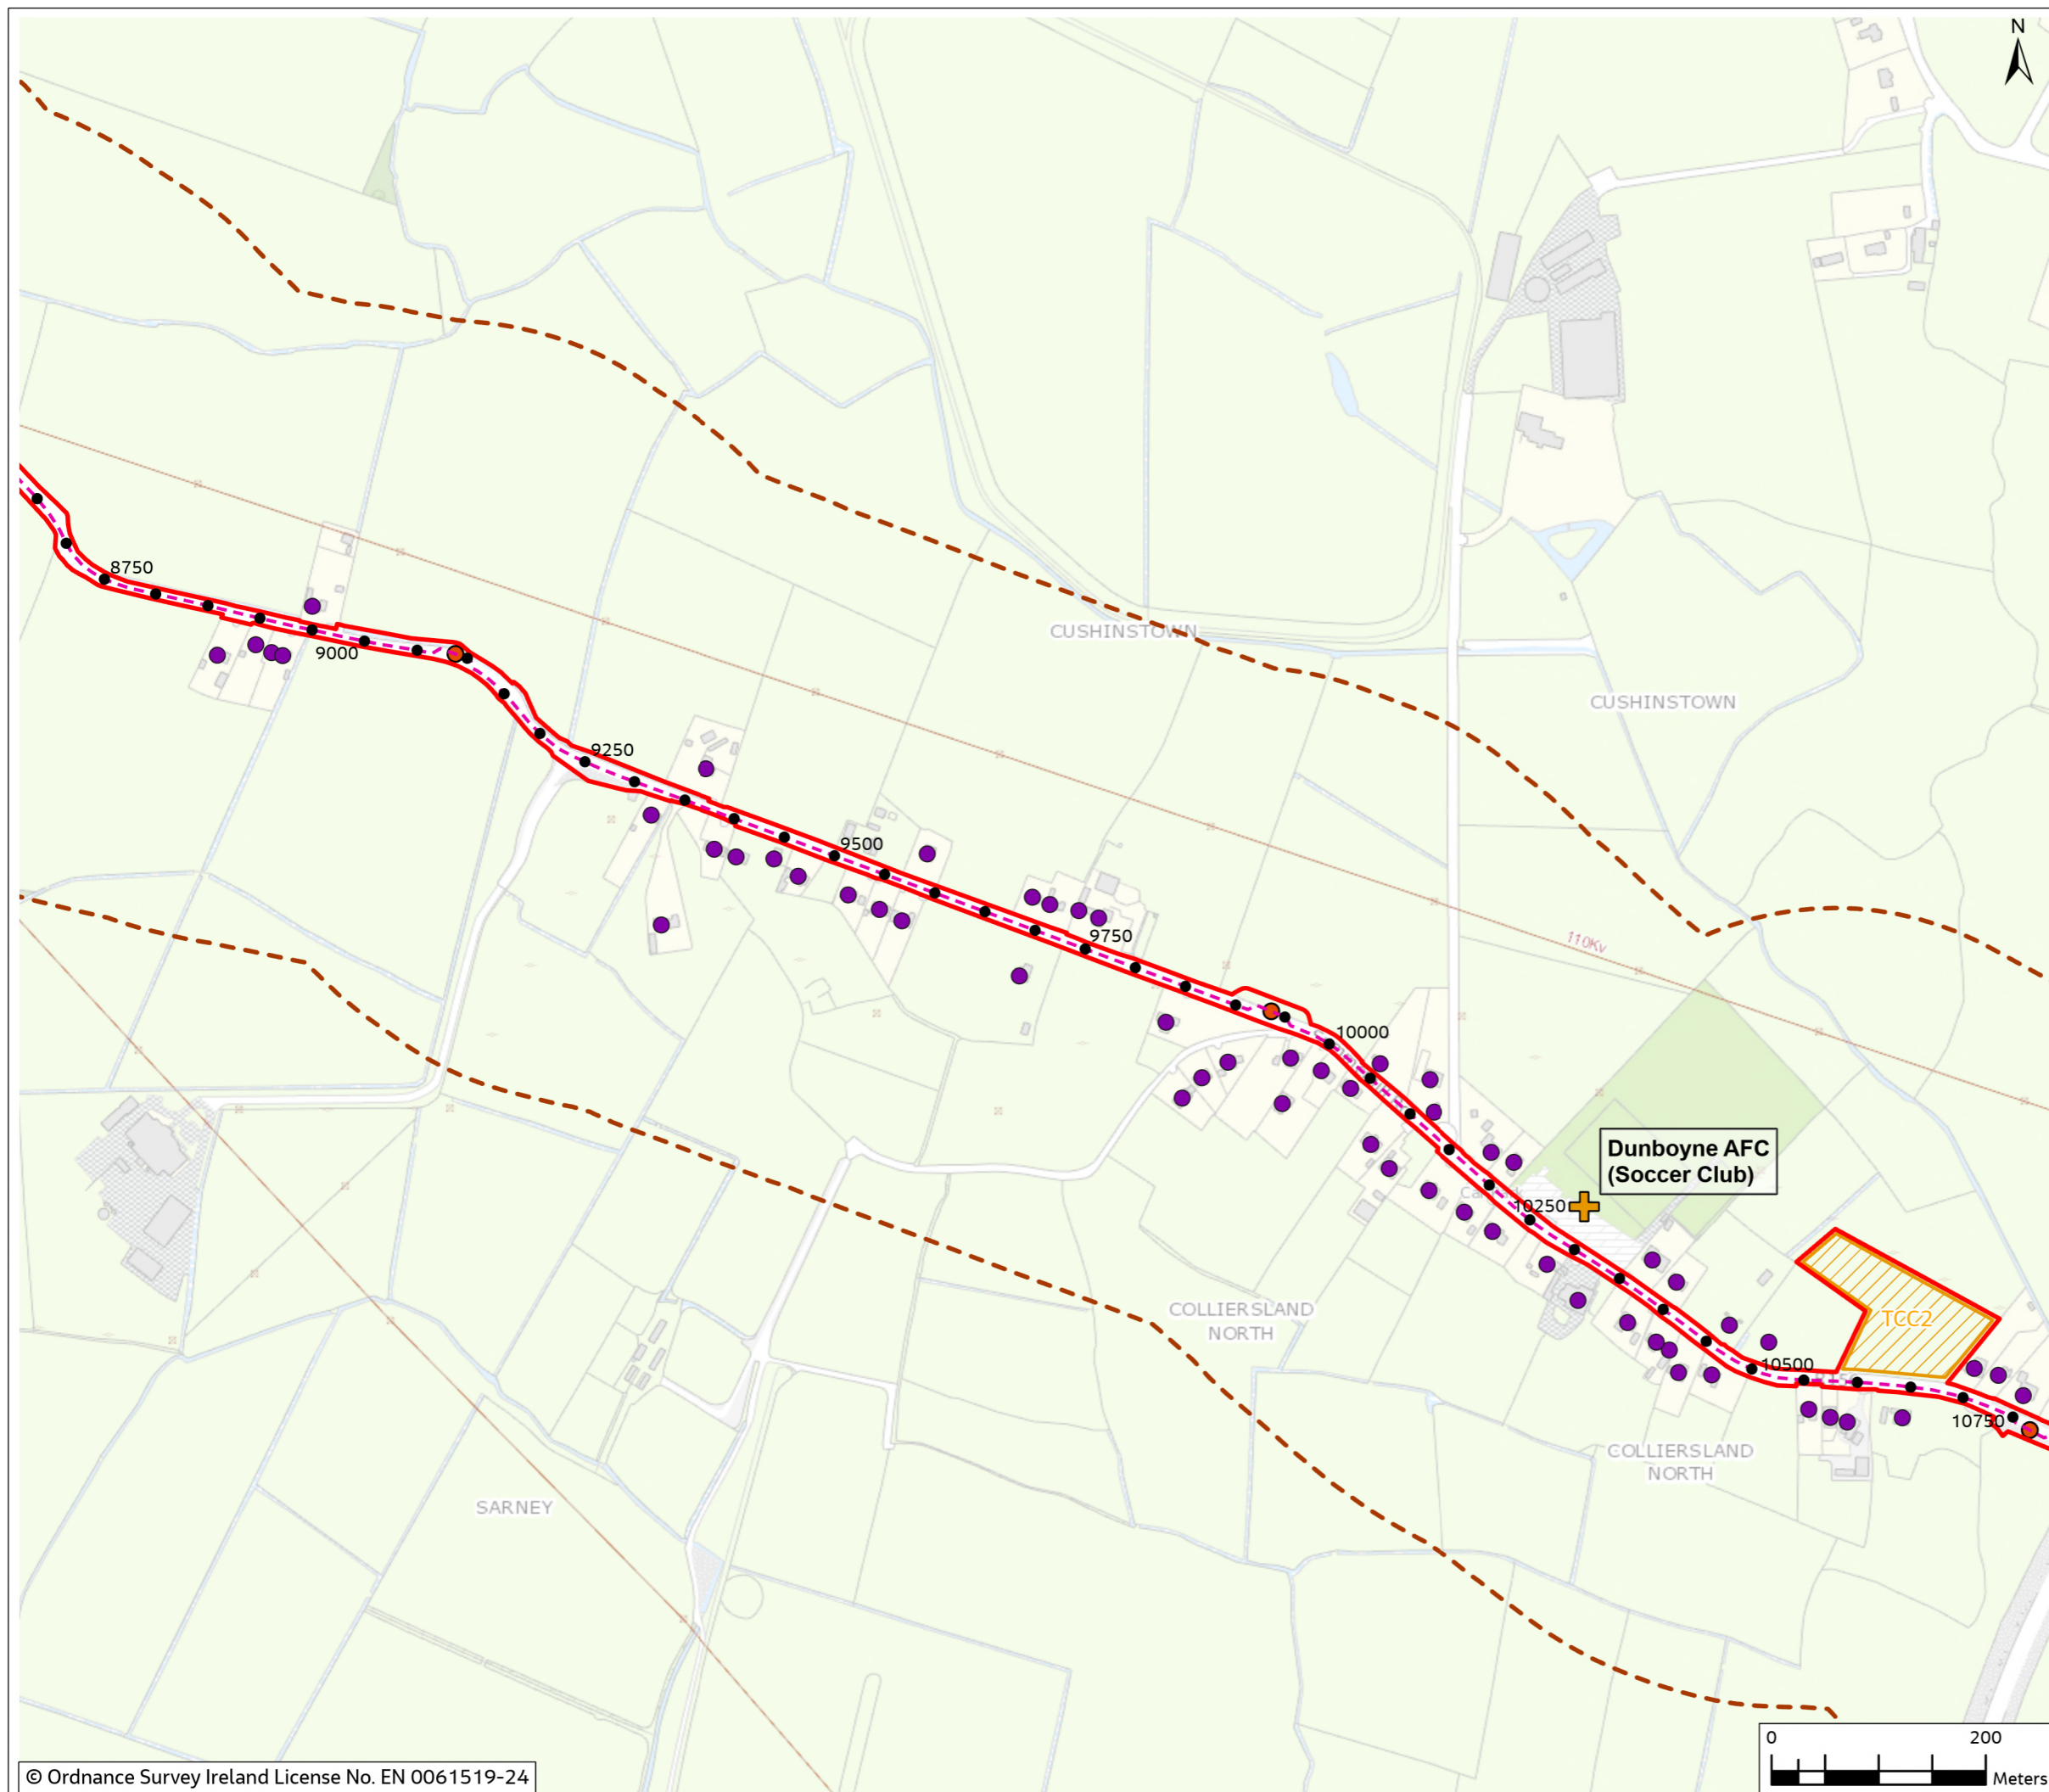 N
8750
9000
CUSHINSTOWN
CUSHINSTOWN
9250
9500
9750
110Kv
10000
Dunboyne AFC
(Soccer Club)
10250
COLLIERSLAND
NORTH
TCC2
10500
10750
COLLIERSLAND
NORTH
SARNEY
0 200
Meters
© Ordnance Survey Ireland License No. EN 0061519-24